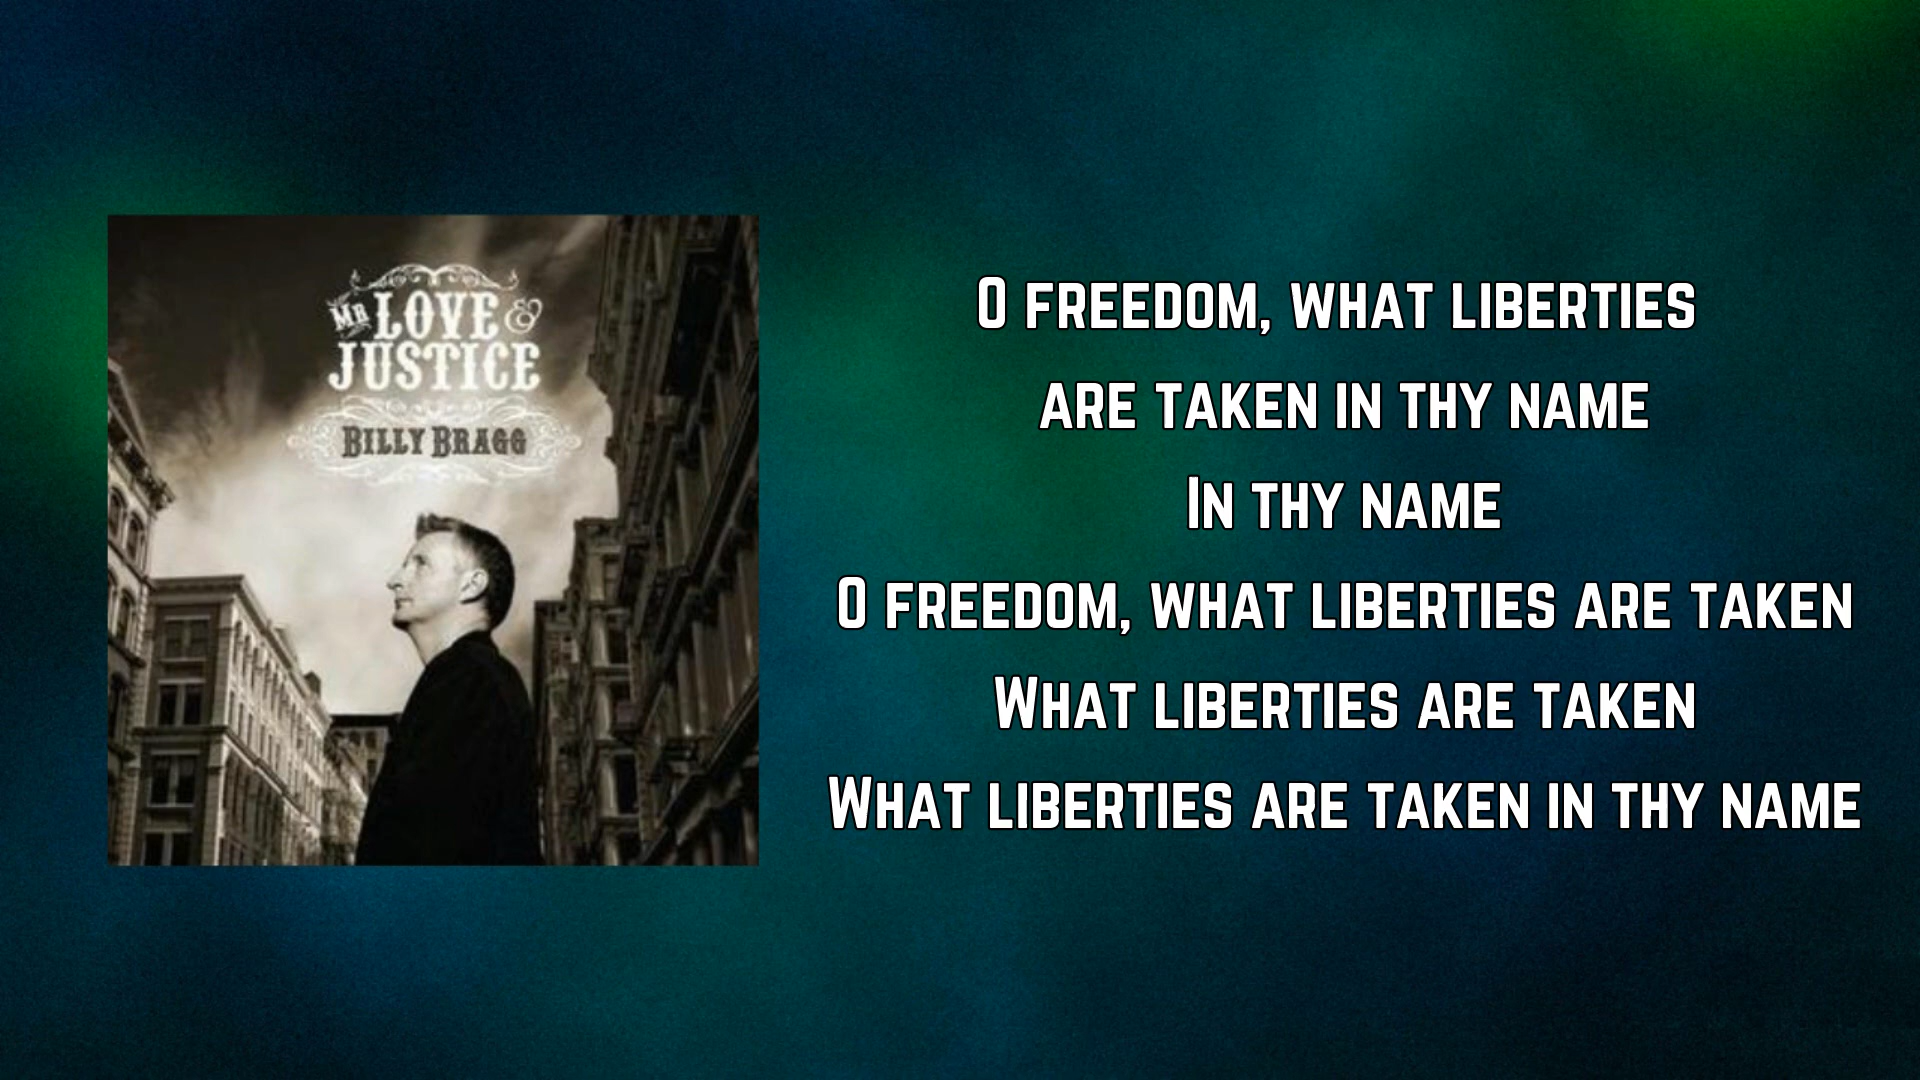 MR LOVE &
JUSTICE
BILLY BRAGG
O FREEDOM, WHAT LIBERTIES
ARE TAKEN IN THY NAME
IN THY NAME
O FREEDOM, WHAT LIBERTIES ARE TAKEN
WHAT LIBERTIES ARE TAKEN
WHAT LIBERTIES ARE TAKEN IN THY NAME